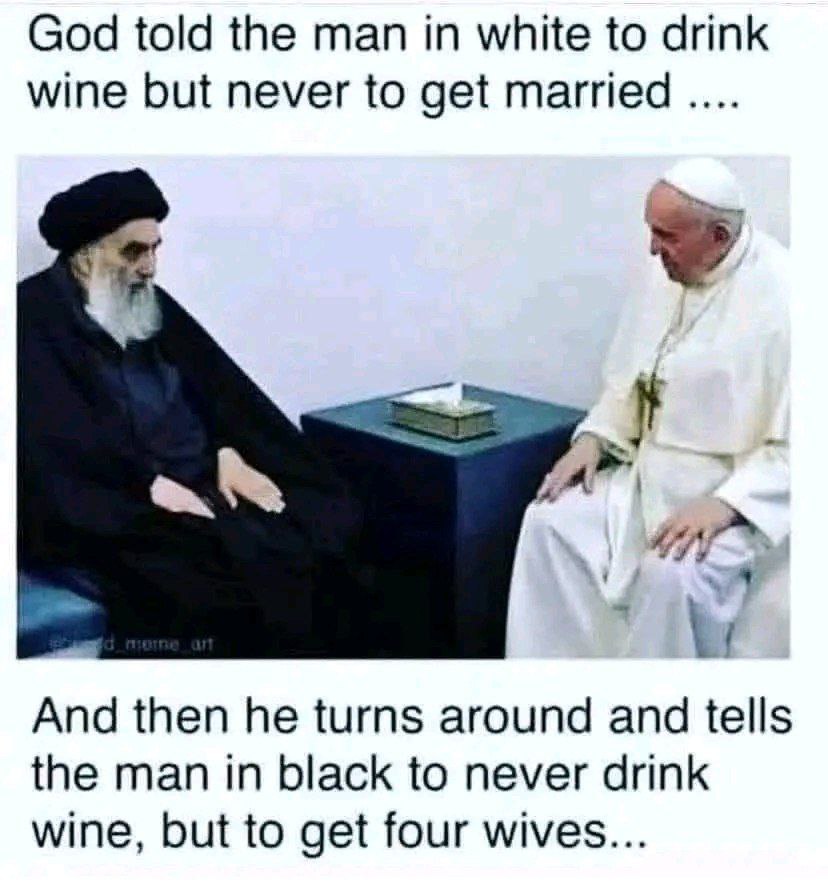 God told the man in white to drink
wine but never to get married ....
And then he turns around and tells
the man in black to never drink
wine, but to get four wives...